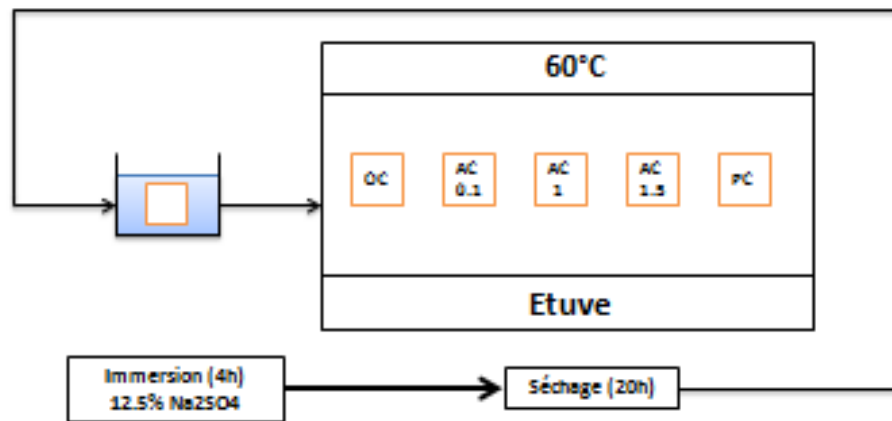 60°C
OC
AC
0.1
AC
1
AC
1.5
PC
Etuve
Immersion (4h)
12.5% Na2SO4
Séchage (20h)